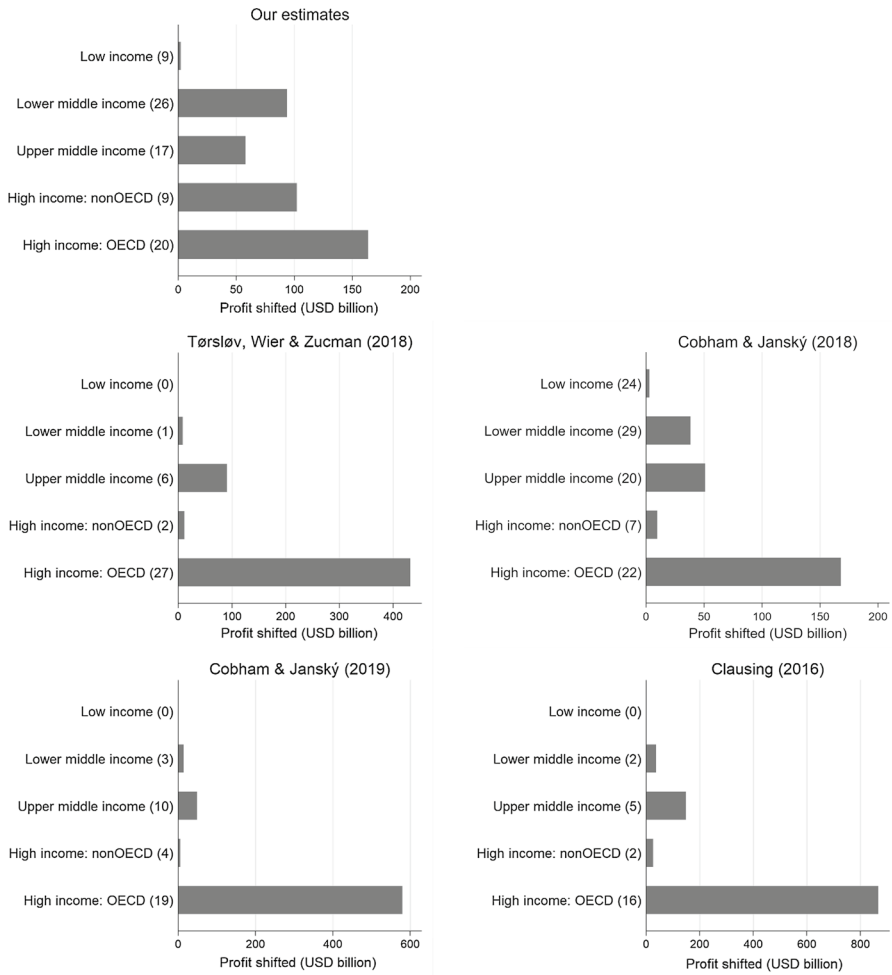 Our estimates
Low income (9)
Lower middle income (26)
Upper middle income (17)
High income: nonOECD (9)
High income: OECD (20)
0 50 100 150 200
Profit shifted (USD billion)
Tørsløv, Wier & Zucman (2018)
Low income (0)
Lower middle income (1)
Upper middle income (6)
High income: nonOECD (2)
High income: OECD (27)
0 100 200 300 400
Profit shifted (USD billion)
Cobham & Janský (2018)
Low income (24)
Lower middle income (29)
Upper middle income (20)
High income: nonOECD (7)
High income: OECD (22)
0 50 100 150 200
Profit shifted (USD billion)
Cobham & Janský (2019)
Low income (0)
Lower middle income (3)
Upper middle income (10)
High income: nonOECD (4)
High income: OECD (19)
0 200 400 600
Profit shifted (USD billion)
Clausing (2016)
Low income (0)
Lower middle income (2)
Upper middle income (5)
High income: nonOECD (2)
High income: OECD (16)
0 200 400 600 800
Profit shifted (USD billion)